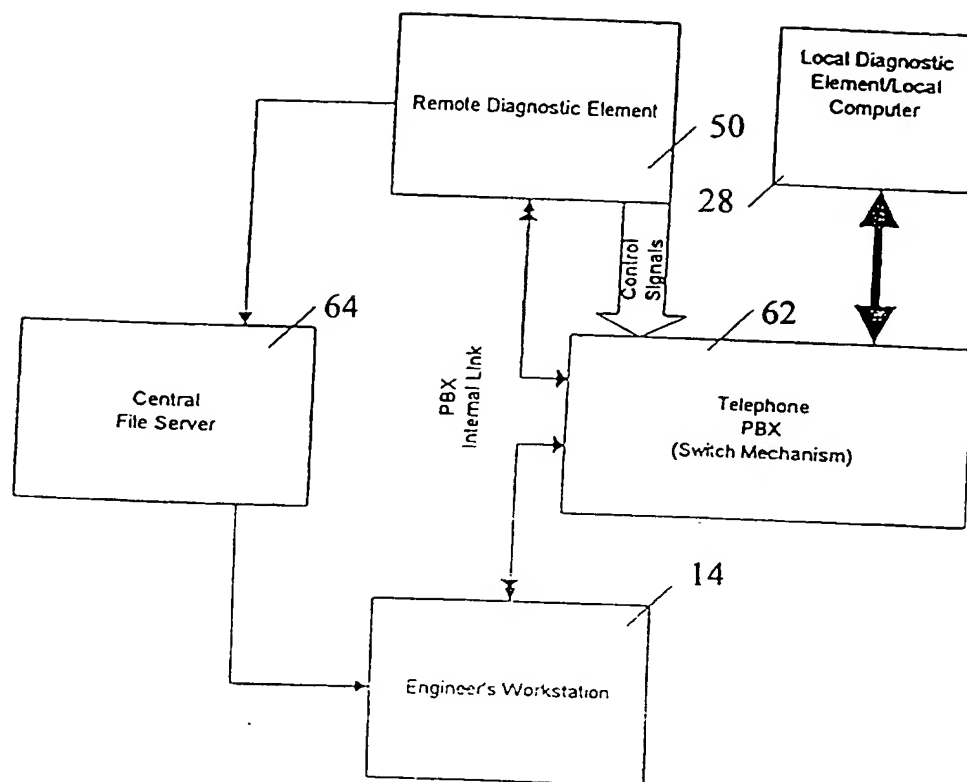 Remote Diagnostic Element
50
Local Diagnostic
Element/Local
Computer
28
Control
Signals
64
62
Central
File Server
PBX
Internal Link
Telephone
PBX
(Switch Mechanism)
14
Engineer's Workstation